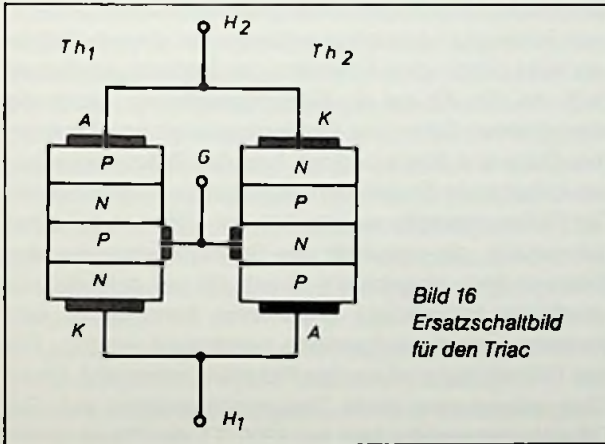 H2
Th1
Th2
A
K
G
P
N
N
P
P
N
N
P
K
A
H1
Bild 16
Ersatzschaltbild
für den Triac